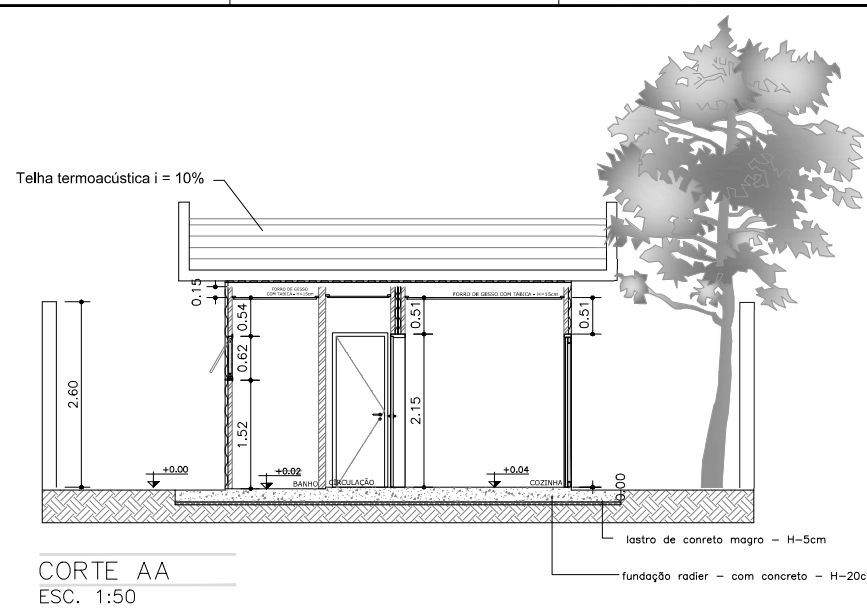 Telha termoacústica i = 10%
0.15
FORRO DE GESSO
COM TABICA - H=15cm
FORRO DE GESSO COM TABICA - H=15cm
0.54
0.51
0.51
0.62
2.60
2.15
1.52
+0.00
+0.02
+0.04
0.00
BANHO
CIRCULAÇÃO
COZINHA
lastro de conreto magro - H-5cm
CORTE AA
fundação radier - com concreto - H-20c
ESC. 1:50